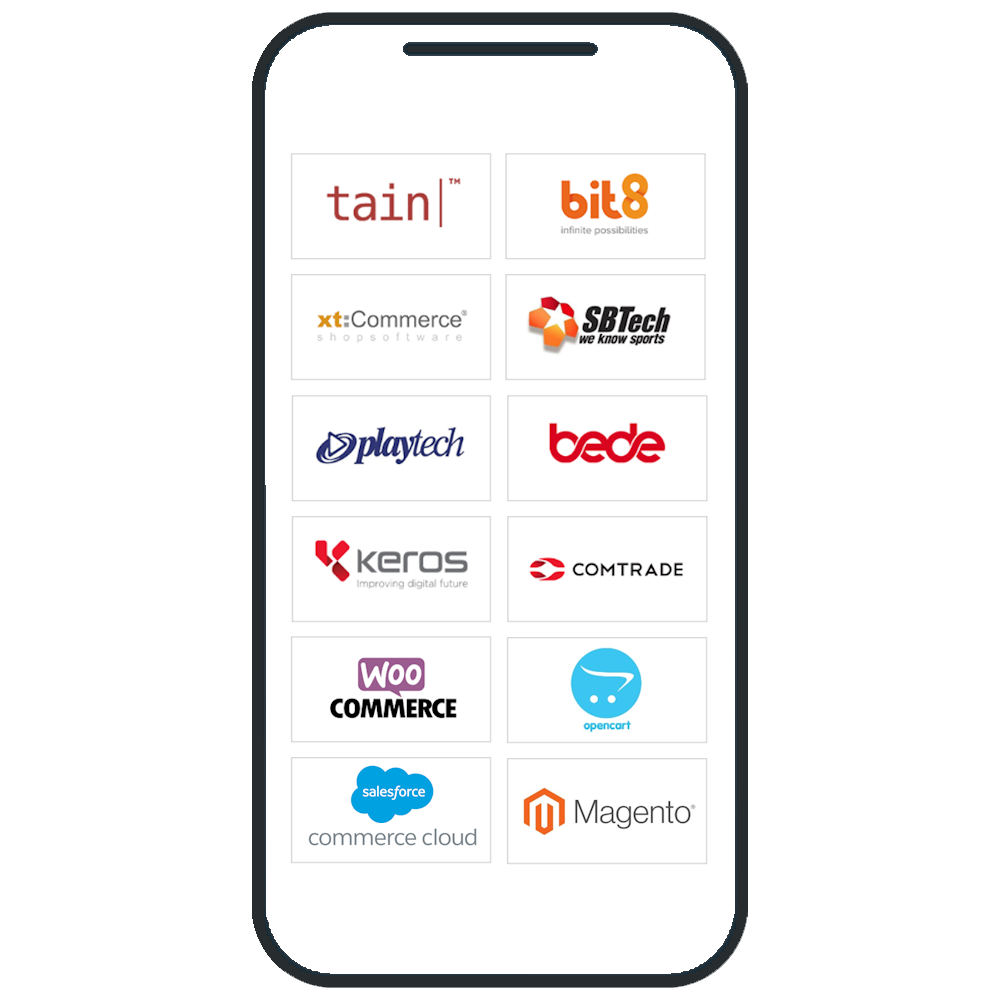 tain|™
bit8
infinite possibilities
xt:Commerce®
shopsoftware
SBTech
we know sports
playtech
bede
keros
Improving digital future
COMTRADE
WOO
COMMERCE
opencart
salesforce
commerce cloud
Magento®